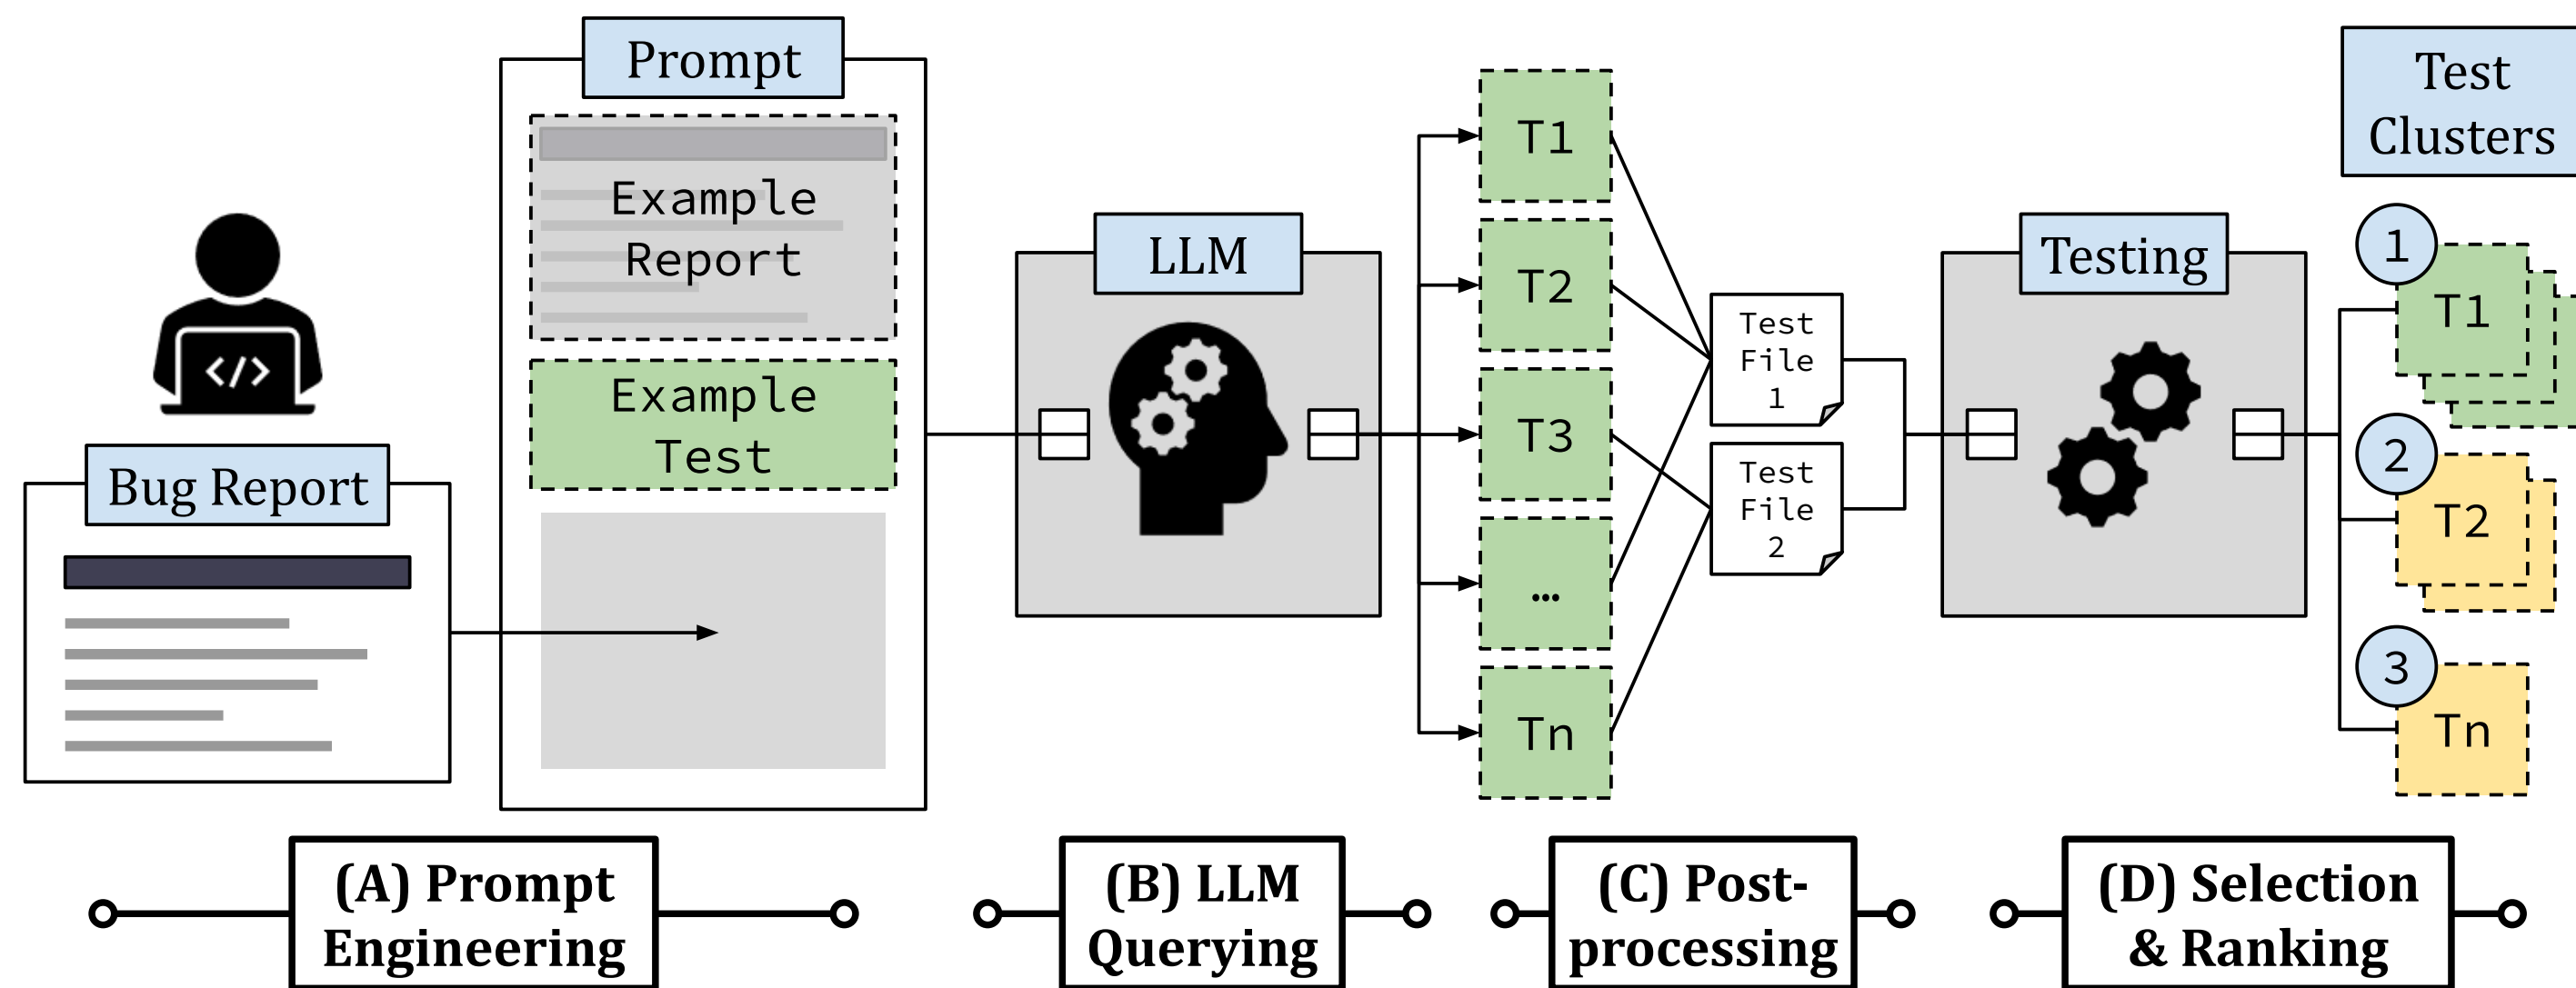 Bug Report
</>
Prompt
Example
Report
Example
Test
LLM
T1
T2
T3
...
Tn
Test
File
1
Test
File
2
Testing
Test
Clusters
1
T1
2
T2
3
Tn
(A) Prompt
Engineering
(B) LLM
Querying
(C) Post-
processing
(D) Selection
& Ranking